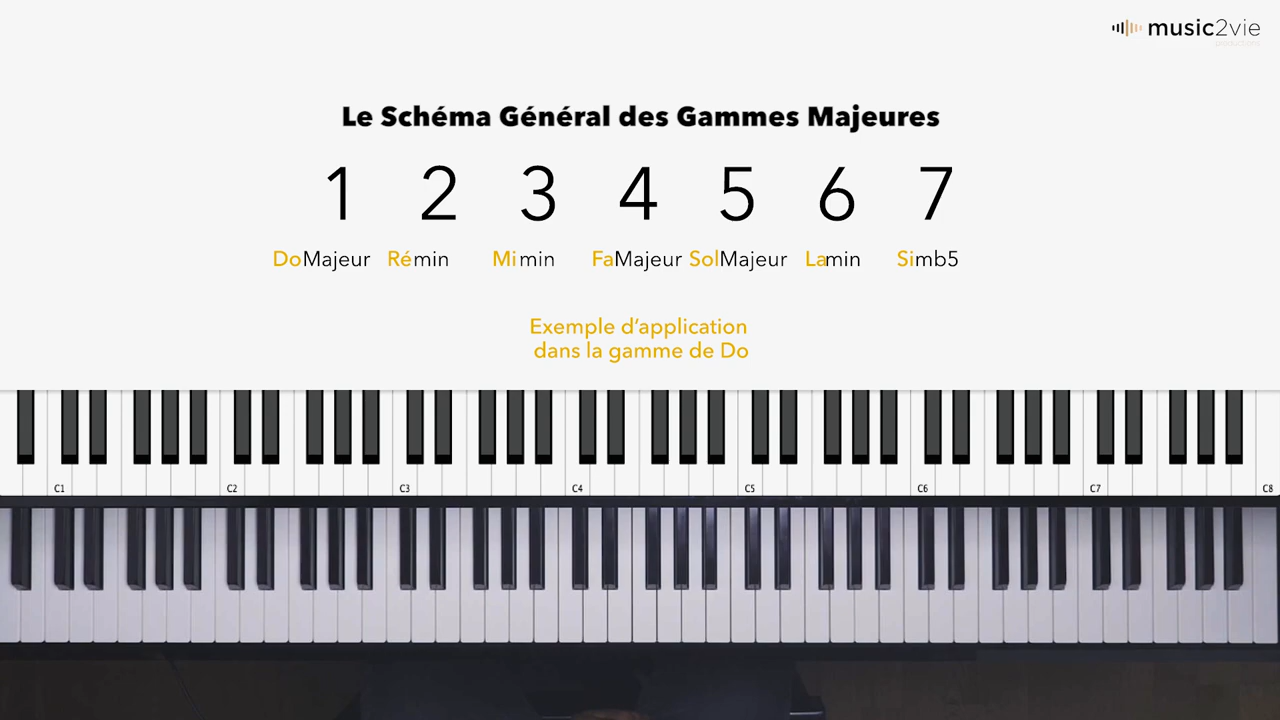 music2vie
productions
Le Schéma Général des Gammes Majeures
1 2 3 4 5 6 7
DoMajeur Rémin Mimin FaMajeur SolMajeur Lamin Simb5
Exemple d'application
dans la gamme de Do
C1 C2 C3 C4 C5 C6 C7 C8